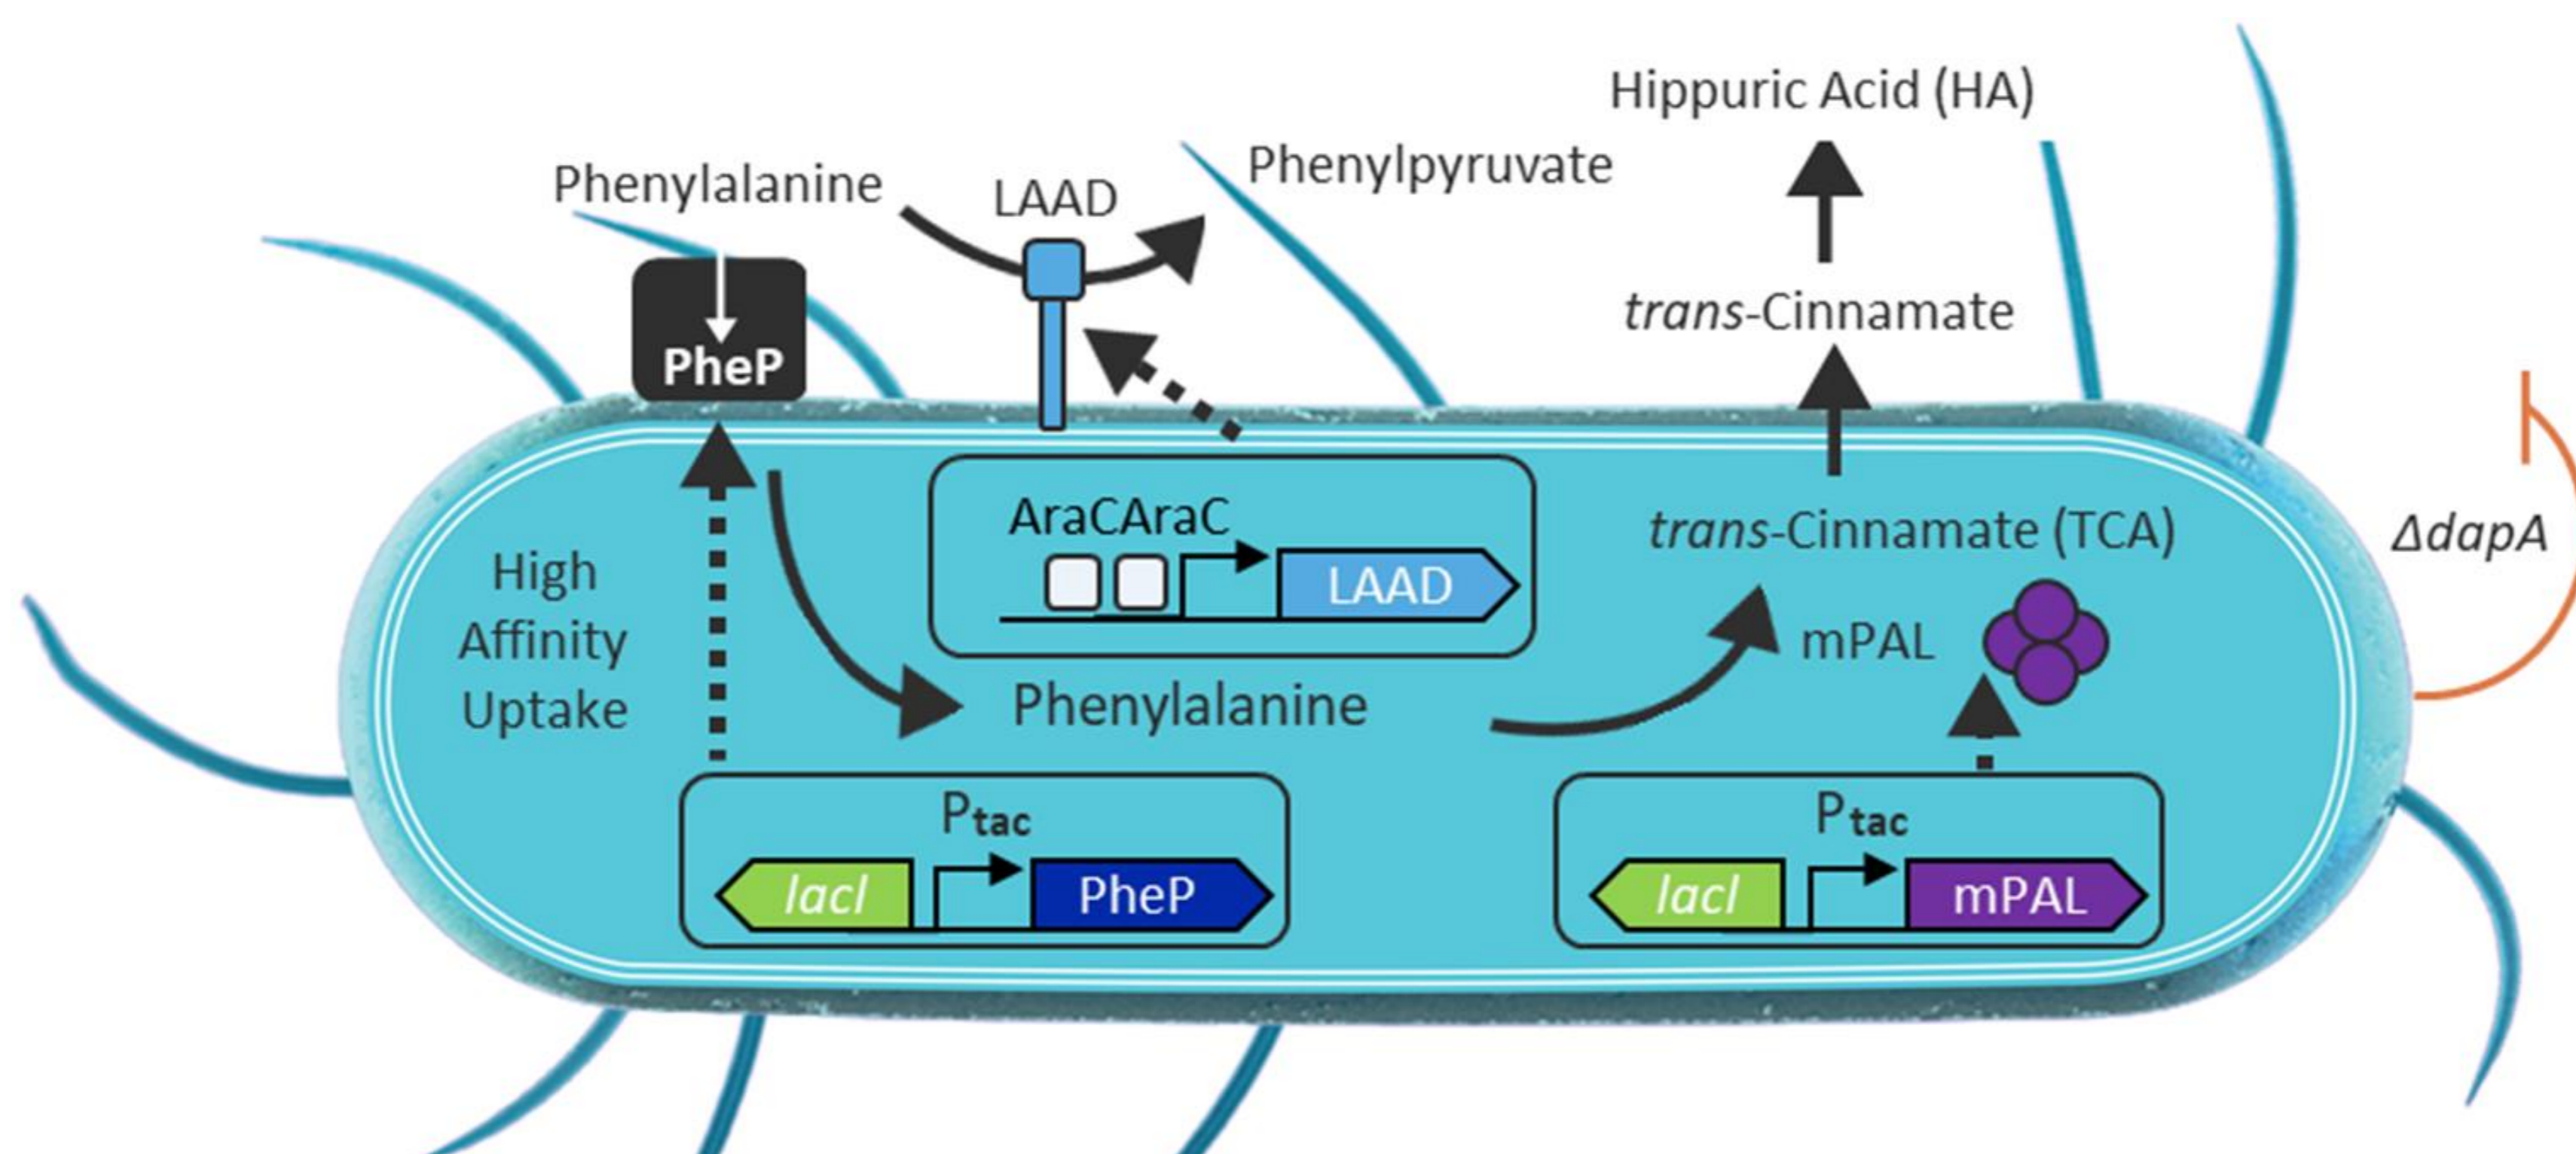 Hippuric Acid (HA)
Phenylalanine
LAAD
Phenylpyruvate
trans-Cinnamate
PheP
AraCAraC
LAAD
trans-Cinnamate (TCA)
ΔdapA
High
Affinity
Uptake
mPAL
Phenylalanine
Ptac
lacI
PheP
Ptac
lacI
mPAL